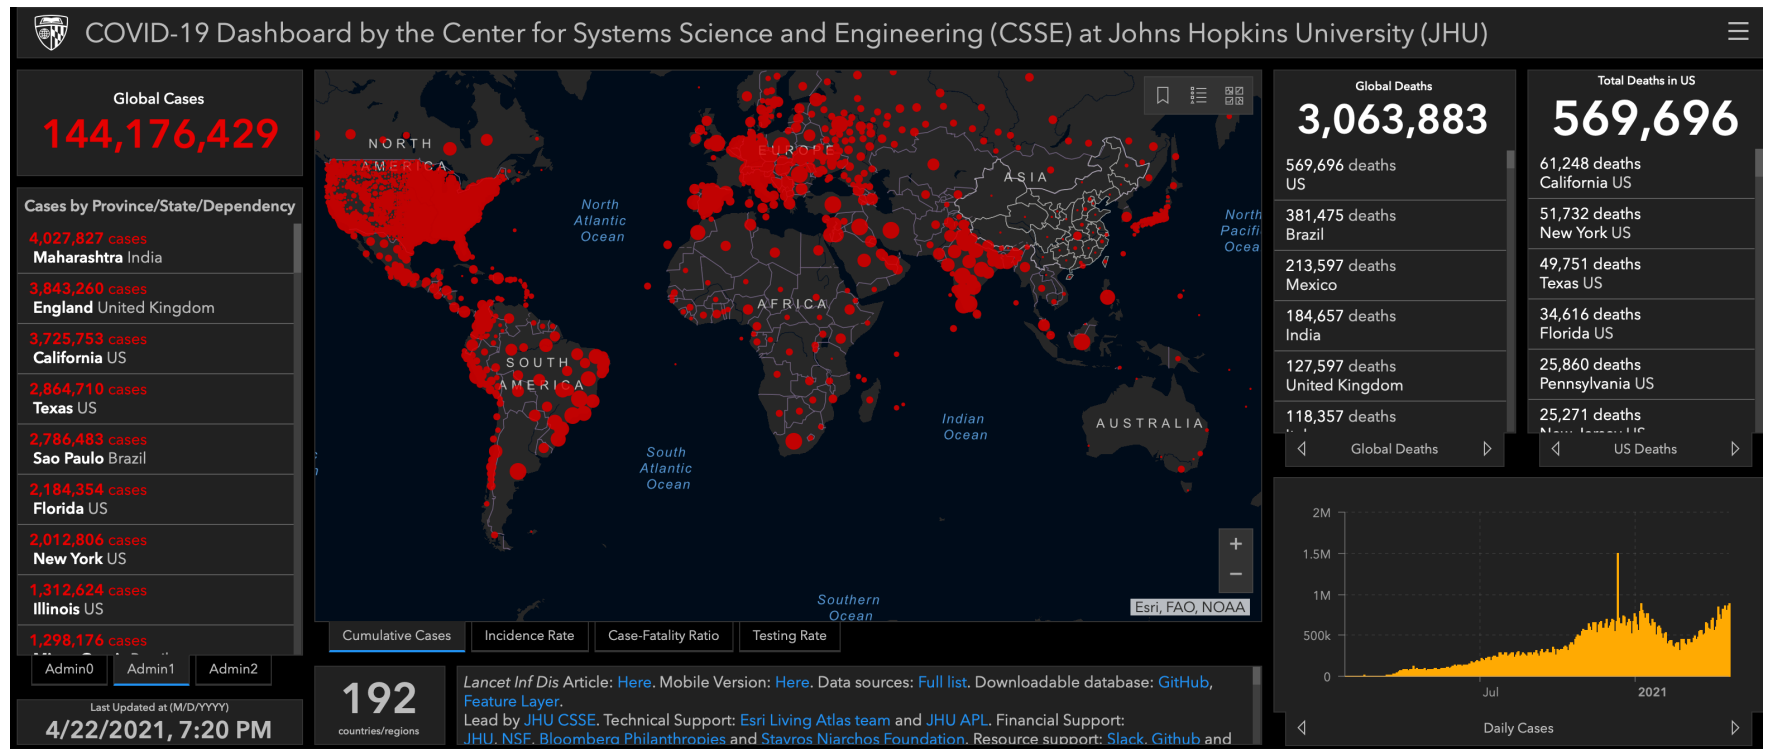 COVID-19 Dashboard by the Center for Systems Science and Engineering (CSSE) at Johns Hopkins University (JHU)
Global Cases
144,176,429
Cases by Province/State/Dependency
4,027,827 cases
Maharashtra India
3,843,260 cases
England United Kingdom
3,725,753 cases
California US
2,864,710 cases
Texas US
2,786,483 cases
Sao Paulo Brazil
2,184,354 cases
Florida US
2,012,806 cases
New York US
1,312,624 cases
Illinois US
1,298,176 cases
Admin0
Admin1
Admin2
Last Updated at (M/D/YYYY)
4/22/2021, 7:20 PM
NORTH
AMERICA
North
Atlantic
Ocean
EUROPE
ASIA
North
Pacifi
Ocea
AFRICA
SOUTH
AMERICA
South
Atlantic
Ocean
Indian
Ocean
AUSTRALIA
Southern
Ocean
+
−
Esri, FAO, NOAA
Cumulative Cases
Incidence Rate
Case-Fatality Ratio
Testing Rate
192
countries/regions
Lancet Inf Dis Article: Here. Mobile Version: Here. Data sources: Full list. Downloadable database: GitHub,
Feature Layer.
Lead by JHU CSSE. Technical Support: Esri Living Atlas team and JHU APL. Financial Support:
JHU, NSF, Bloomberg Philanthropies and Stavros Niarchos Foundation. Resource support: Slack, Github and
Global Deaths
3,063,883
569,696 deaths
US
381,475 deaths
Brazil
213,597 deaths
Mexico
184,657 deaths
India
127,597 deaths
United Kingdom
118,357 deaths
Global Deaths
Total Deaths in US
569,696
61,248 deaths
California US
51,732 deaths
New York US
49,751 deaths
Texas US
34,616 deaths
Florida US
25,860 deaths
Pennsylvania US
25,271 deaths
New Jersey US
US Deaths
2M
1.5M
1M
500k
0
Jul
2021
Daily Cases